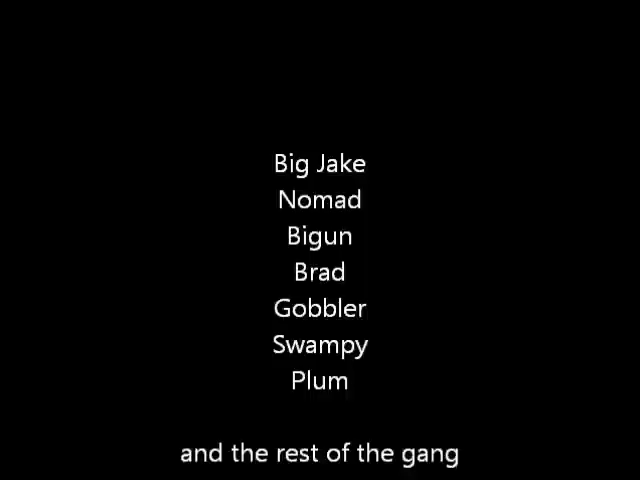 Big Jake
Nomad
Bigun
Brad
Gobbler
Swampy
Plum
and the rest of the gang